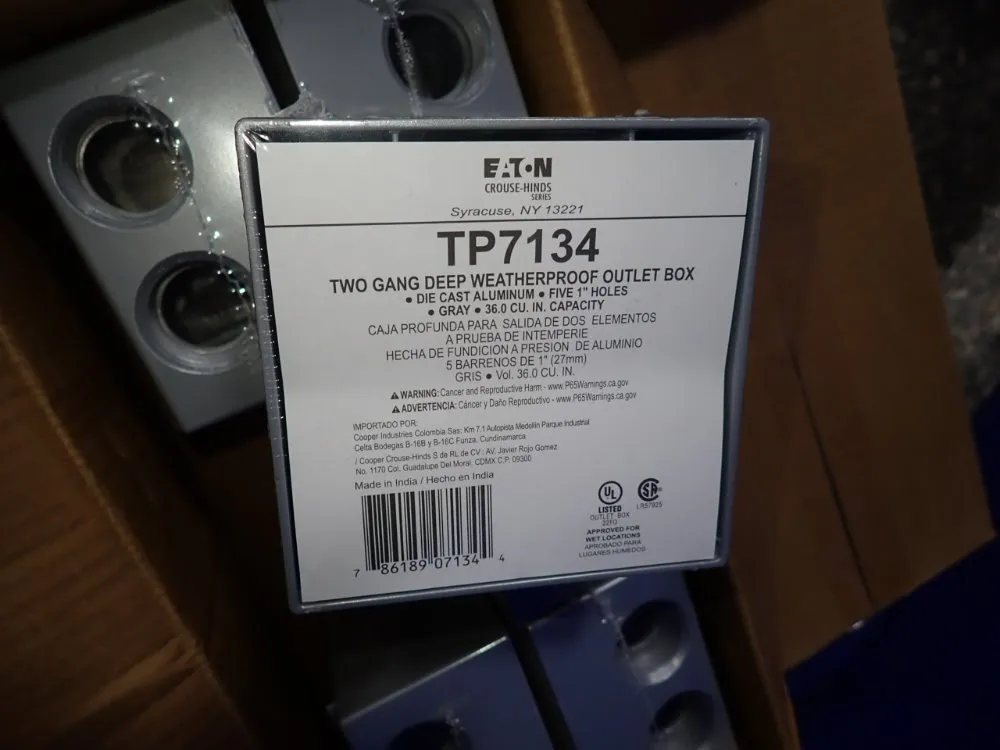 EATON
CROUSE-HINDS
SERIES
Syracuse, NY 13221
TP7134
TWO GANG DEEP WEATHERPROOF OUTLET BOX
• DIE CAST ALUMINUM • FIVE 1" HOLES
• GRAY • 36.0 CU. IN. CAPACITY
CAJA PROFUNDA PARA SALIDA DE DOS ELEMENTOS
A PRUEBA DE INTEMPERIE
HECHA DE FUNDICION A PRESION DE ALUMINIO
5 BARRENOS DE 1" (27mm)
GRIS • Vol. 36.0 CU. IN.
⚠ WARNING: Cancer and Reproductive Harm - www.P65Warnings.ca.gov
⚠ ADVERTENCIA: Cáncer y Daño Reproductivo - www.P65Warnings.ca.gov
IMPORTADO POR:
Cooper Industries Colombia Sas: Km 7.1 Autopista Medellin Parque Industrial
Celta Bodegas B-16B y B-16C Funza, Cundinamarca
/ Cooper Crouse-Hinds S de RL de CV : AV. Javier Rojo Gomez
No. 1170 Col. Guadalupe Del Moral, CDMX C.P. 09300
Made in India / Hecho en India
7 86189 07134 4
UL
LISTED
OUTLET BOX
22FO
SA
LR57925
APPROVED FOR
WET LOCATIONS
APROBADO PARA
LUGARES HUMEDOS